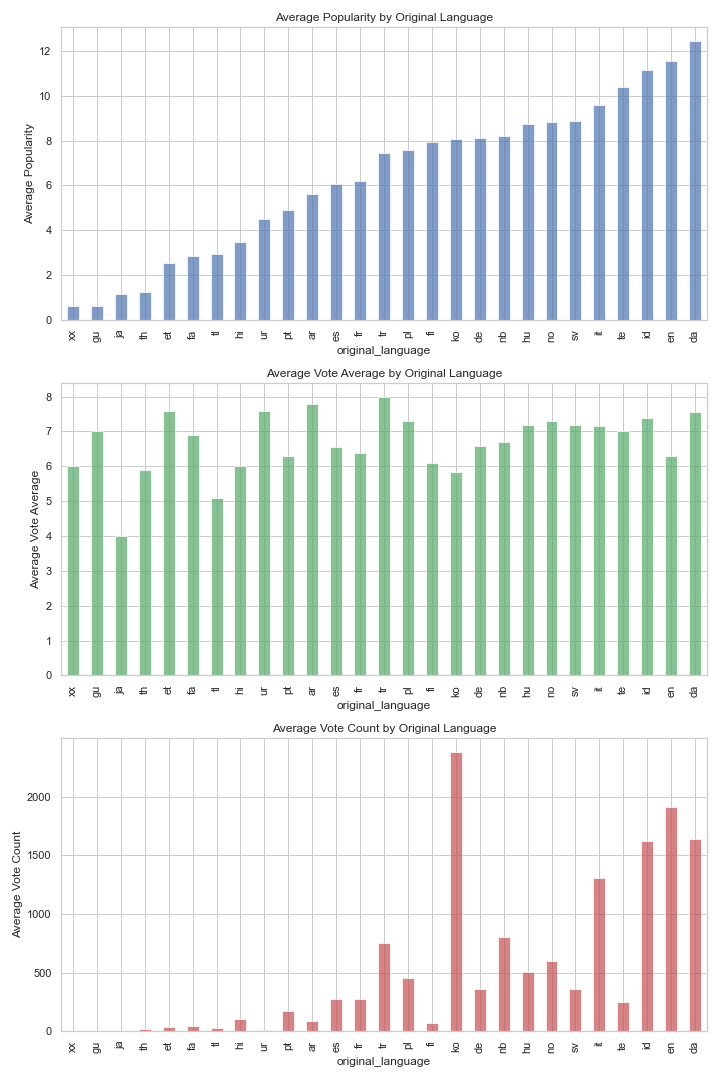 Average Popularity by Original Language
Average Popularity
12
10
8
6
4
2
0
xx gu ja th et fa tl hi ur pt ar es fr tr pl fi ko de nb hu no sv it te id en da
original_language
Average Vote Average by Original Language
Average Vote Average
8
7
6
5
4
3
2
1
0
xx gu ja th et fa tl hi ur pt ar es fr tr pl fi ko de nb hu no sv it te id en da
original_language
Average Vote Count by Original Language
Average Vote Count
2000
1500
1000
500
0
xx gu ja th et fa tl hi ur pt ar es fr tr pl fi ko de nb hu no sv it te id en da
original_language